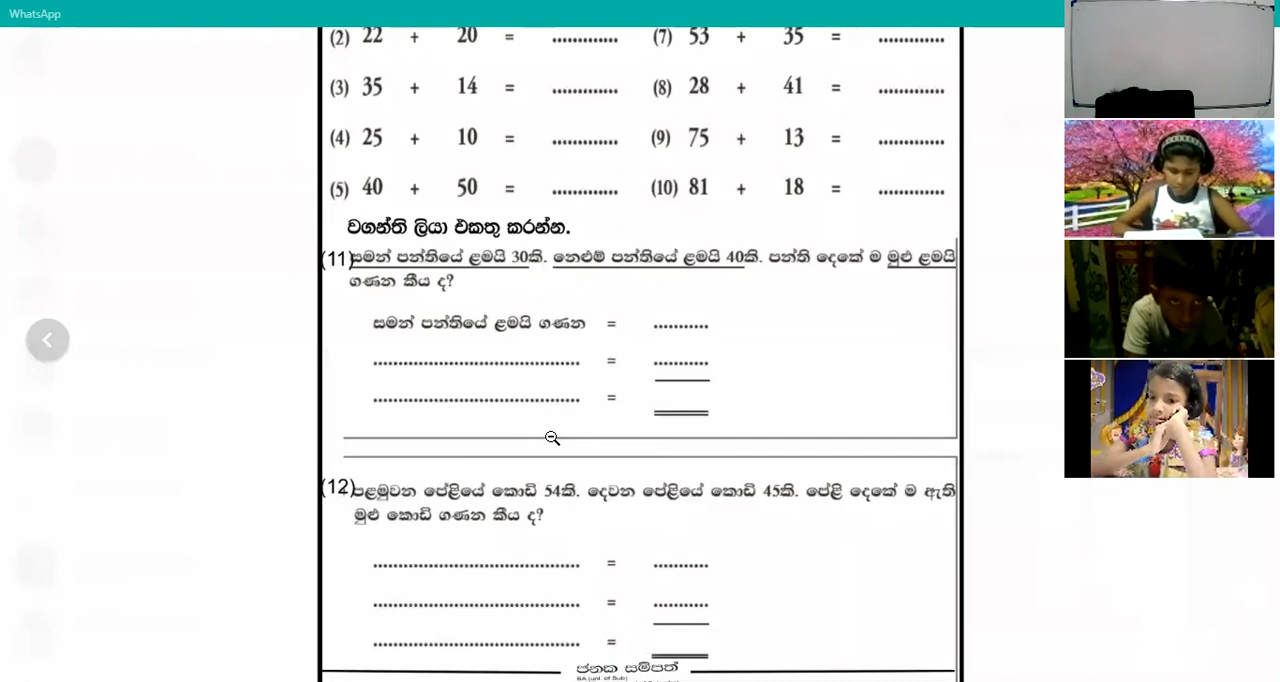 WhatsApp
(2) 22 + 20 = ............. (7) 53 + 35 = .............
(3) 35 + 14 = ............. (8) 28 + 41 = .............
(4) 25 + 10 = ............. (9) 75 + 13 = .............
(5) 40 + 50 = ............. (10) 81 + 18 = .............
වගන්ති ලියා එකතු කරන්න.
(11) සමන් පන්තියේ ළමයි 30කි. නෙළුම් පන්තියේ ළමයි 40කි. පන්ති දෙකේ ම මුළු ළමයි
ගණන කීය ද?
සමන් පන්තියේ ළමයි ගණන = ...........
......................................... = ...........
......................................... =
(12) පළමුවන පේළියේ කොඩි 54කි. දෙවන පේළියේ කොඩි 45කි. පේළි දෙකේ ම ඇති
මුළු කොඩි ගණන කීය ද?
......................................... = ...........
......................................... = ...........
......................................... =
ජනක සම්පත්